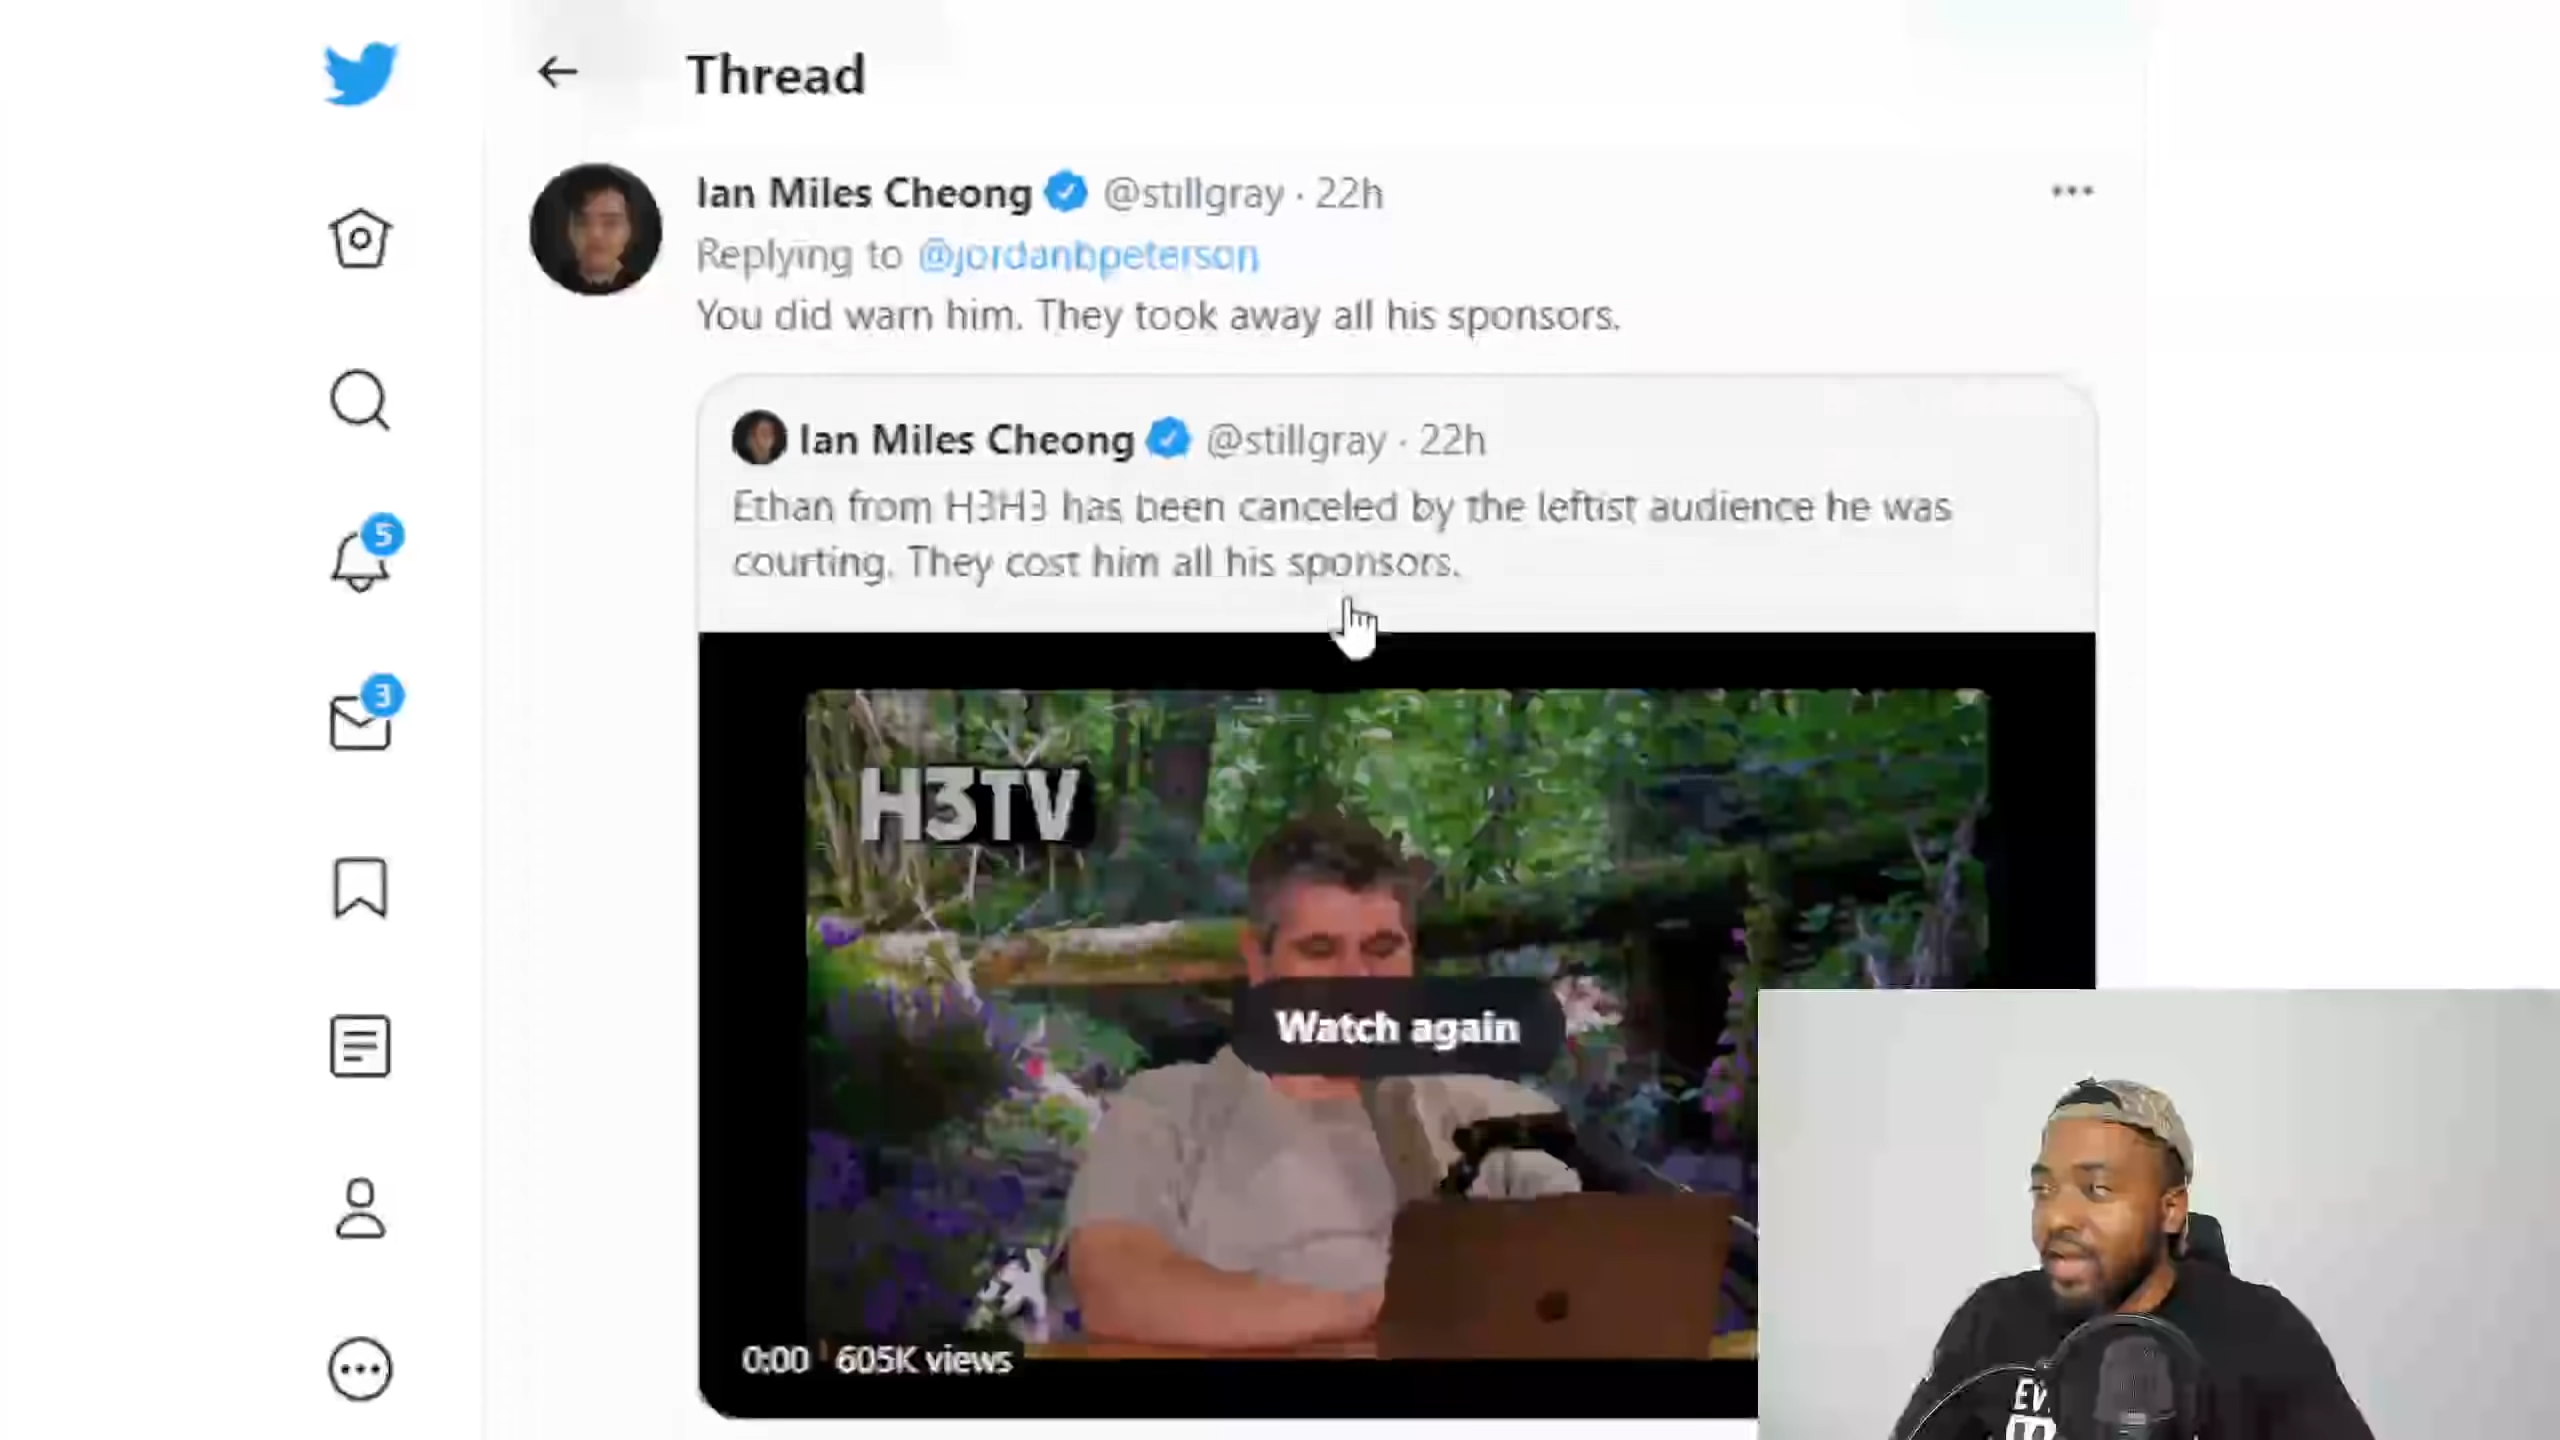 Thread
Ian Miles Cheong @stillgray · 22h
Replying to @jordanbpeterson
You did warn him. They took away all his sponsors.
Ian Miles Cheong @stillgray · 22h
Ethan from H3H3 has been canceled by the leftist audience he was
courting. They cost him all his sponsors.
5
3
H3TV
Watch again
0:00 605K views